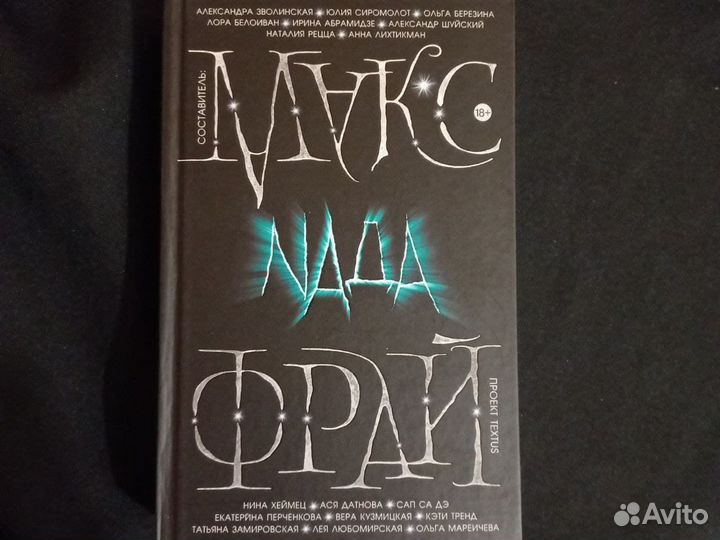 АЛЕКСАНДРА ЗВОЛИНСКАЯ ✷ ЮЛИЯ СИРОМОЛОТ ✷ ОЛЬГА БЕРЕЗИНА
ЛОРА БЕЛОИВАН ✷ ИРИНА АБРАМИДЗЕ ✷ АЛЕКСАНДР ШУЙСКИЙ
НАТАЛИЯ РЕЦЦА ✷ АННА ЛИХТИКМАН
СОСТАВИТЕЛЬ:
МАКС
18+
NАДА
ФРАЙ
ПРОЕКТ TEXTUS
НИНА ХЕЙМЕЦ ✷ АСЯ ДАТНОВА ✷ САП СА ДЭ
ЕКАТЕРИНА ПЕРЧЕНКОВА ✷ ВЕРА КУЗМИЦКАЯ ✷ КЭТИ ТРЕНД
ТАТЬЯНА ЗАМИРОВСКАЯ ✷ ЛЕЯ ЛЮБОМИРСКАЯ ✷ ОЛЬГА МАРЕИЧЕВА
Avito